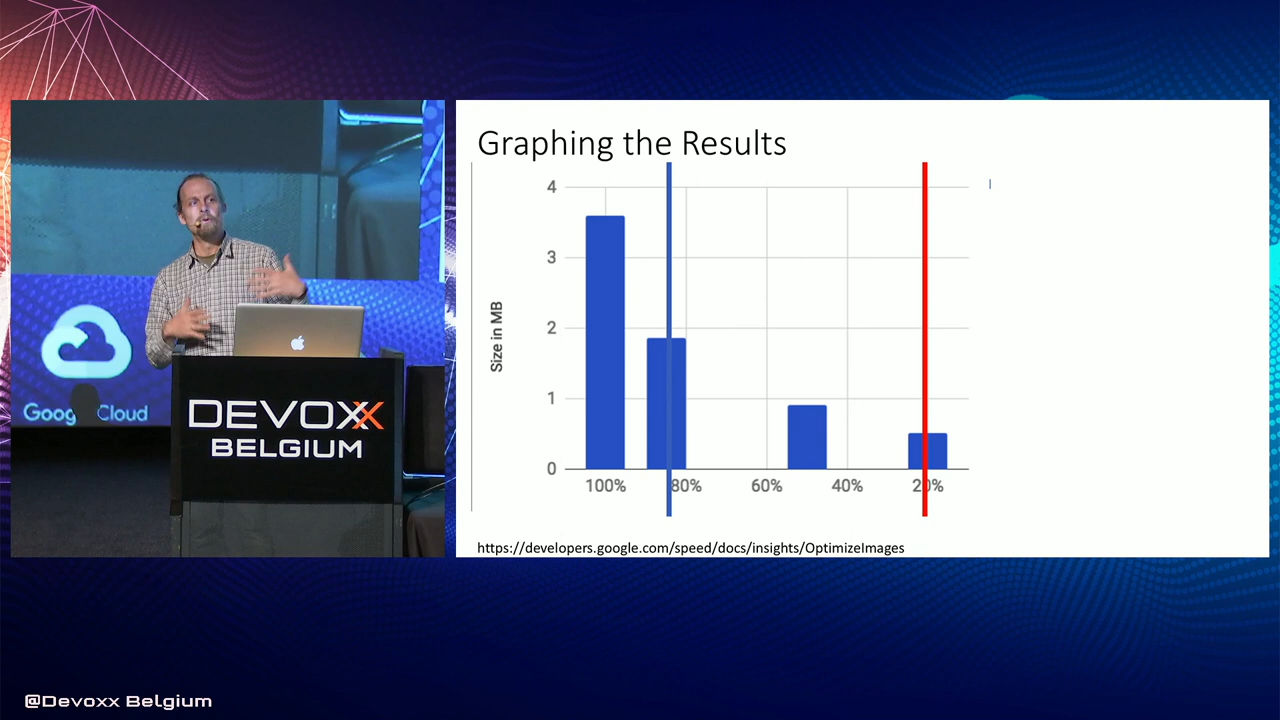 Graphing the Results
4
3
2
1
0
Size in MB
100%
80%
60%
40%
20%
https://developers.google.com/speed/docs/insights/OptimizeImages
Cloud
DEVOXX
BELGIUM
@Devoxx Belgium